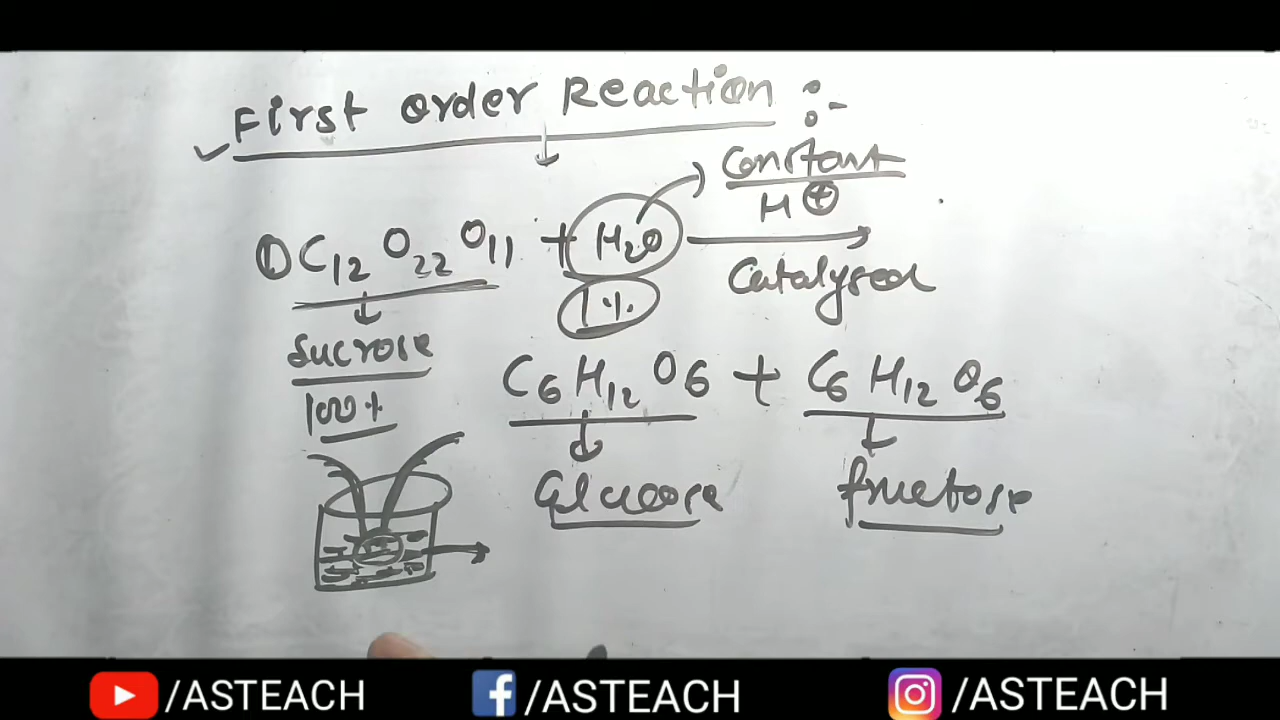 First Order Reaction :-
Constant
H⊕
① C12 O22 O11 + H2O
Catalysed
1%
Sucrose
C6 H12 O6 + C6 H12 O6
Glucose fructose
/ASTEACH /ASTEACH /ASTEACH